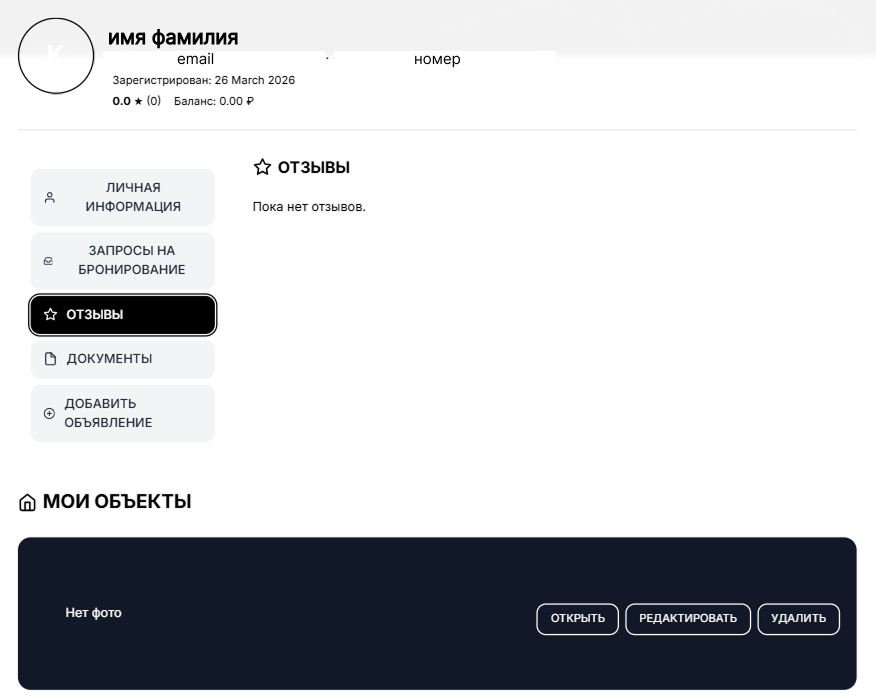 К
имя фамилия
email · номер
Зарегистрирован: 26 March 2026
0.0 ★ (0) Баланс: 0.00 ₽
ЛИЧНАЯ
ИНФОРМАЦИЯ
ЗАПРОСЫ НА
БРОНИРОВАНИЕ
ОТЗЫВЫ
ДОКУМЕНТЫ
ДОБАВИТЬ
ОБЪЯВЛЕНИЕ
ОТЗЫВЫ
Пока нет отзывов.
МОИ ОБЪЕКТЫ
Нет фото
ОТКРЫТЬ РЕДАКТИРОВАТЬ УДАЛИТЬ